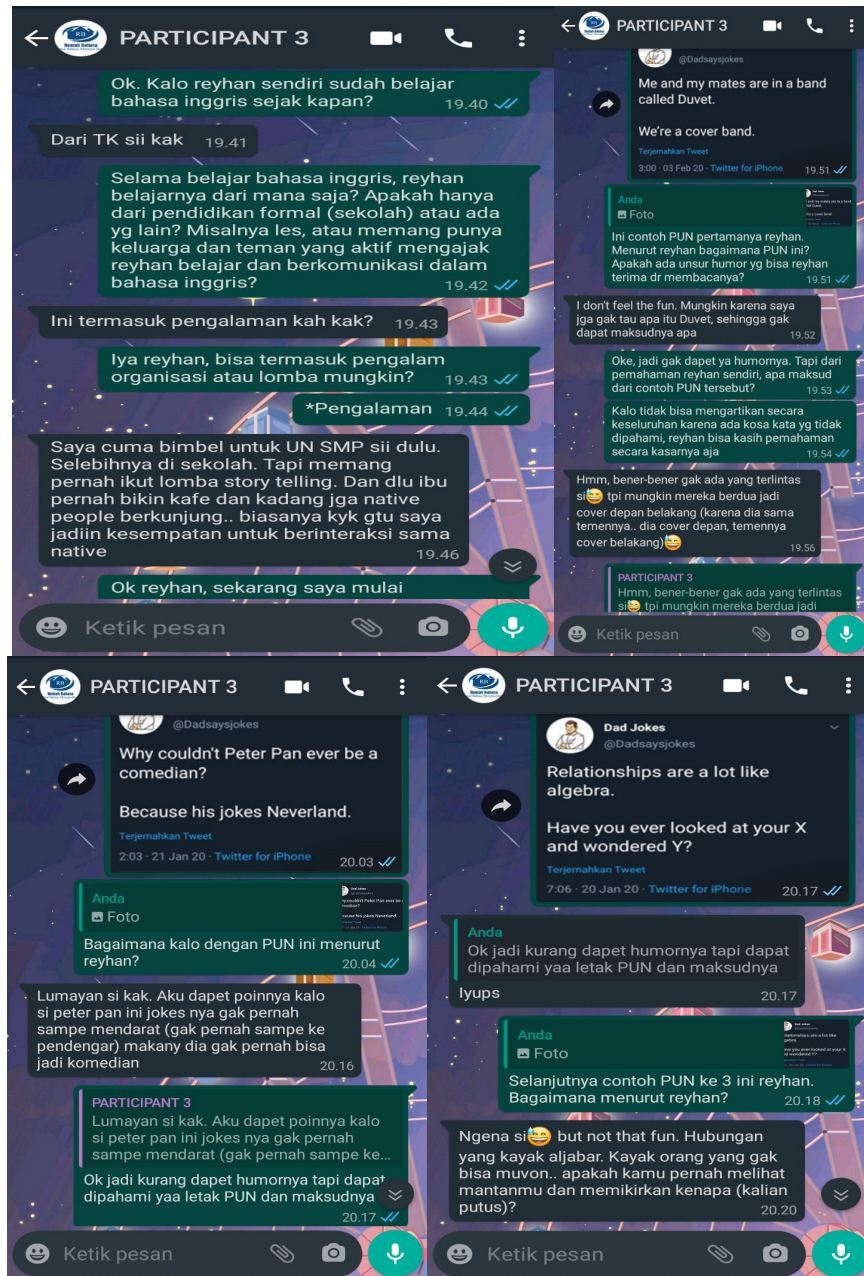 PARTICIPANT 3
Ok. Kalo reyhan sendiri sudah belajar
bahasa inggris sejak kapan?
19.40
Dari TK sii kak 19.41
Selama belajar bahasa inggris, reyhan
belajarnya dari mana saja? Apakah hanya
dari pendidikan formal (sekolah) atau ada
yg lain? Misalnya les, atau memang punya
keluarga dan teman yang aktif mengajak
reyhan belajar dan berkomunikasi dalam
bahasa inggris?
19.42
Ini termasuk pengalaman kah kak? 19.43
Iya reyhan, bisa termasuk pengalam
organisasi atau lomba mungkin? 19.43
*Pengalaman 19.44
Saya cuma bimbel untuk UN SMP sii dulu.
Selebihnya di sekolah. Tapi memang
pernah ikut lomba story telling. Dan dlu ibu
pernah bikin kafe dan kadang jga native
people berkunjung.. biasanya kyk gtu saya
jadiin kesempatan untuk berinteraksi sama
native
19.46
Ok reyhan, sekarang saya mulai
Ketik pesan
PARTICIPANT 3
@Dadsaysjokes
Me and my mates are in a band
called Duvet.
We're a cover band.
Terjemahkan Tweet
3:00 · 03 Feb 20 · Twitter for iPhone 19.51
Anda
Foto
Ini contoh PUN pertamanya reyhan.
Menurut reyhan bagaimana PUN ini?
Apakah ada unsur humor yg bisa reyhan
terima dr membacanya?
19.51
I don't feel the fun. Mungkin karena saya
jga gak tau apa itu Duvet, sehingga gak
dapat maksudnya apa
19.52
Oke, jadi gak dapet ya humornya. Tapi dari
pemahaman reyhan sendiri, apa maksud
dari contoh PUN tersebut?
19.53
Kalo tidak bisa mengartikan secara
keseluruhan karena ada kosa kata yg tidak
dipahami, reyhan bisa kasih pemahaman
secara kasarnya aja
19.54
Hmm, bener-bener gak ada yang terlintas
si😅 tpi mungkin mereka berdua jadi
cover depan belakang (karena dia sama
temennya.. dia cover depan, temennya
cover belakang)😅
19.56
PARTICIPANT 3
Hmm, bener-bener gak ada yang terlintas
si😅 tpi mungkin mereka berdua jadi
Ketik pesan
PARTICIPANT 3
@Dadsaysjokes
Why couldn't Peter Pan ever be a
comedian?
Because his jokes Neverland.
Terjemahkan Tweet
2:03 · 21 Jan 20 · Twitter for iPhone 20.03
Anda
Foto
Bagaimana kalo dengan PUN ini menurut
reyhan?
20.04
Lumayan si kak. Aku dapet poinnya kalo
si peter pan ini jokes nya gak pernah
sampe mendarat (gak pernah sampe ke
pendengar) makany dia gak pernah bisa
jadi komedian
20.16
PARTICIPANT 3
Lumayan si kak. Aku dapet poinnya kalo
si peter pan ini jokes nya gak pernah
sampe mendarat (gak pernah sampe ke...
Ok jadi kurang dapet humornya tapi dapat
dipahami yaa letak PUN dan maksudnya
20.17
Ketik pesan
PARTICIPANT 3
Dad Jokes
@Dadsaysjokes
Relationships are a lot like
algebra.
Have you ever looked at your X
and wondered Y?
Terjemahkan Tweet
7:06 · 20 Jan 20 · Twitter for iPhone 20.17
Anda
Ok jadi kurang dapet humornya tapi dapat
dipahami yaa letak PUN dan maksudnya
Iyups
20.17
Anda
Foto
Selanjutnya contoh PUN ke 3 ini reyhan.
Bagaimana menurut reyhan?
20.18
Ngena si😅 but not that fun. Hubungan
yang kayak aljabar. Kayak orang yang gak
bisa muvon.. apakah kamu pernah melihat
mantanmu dan memikirkan kenapa (kalian
putus)?
20.20
Ketik pesan